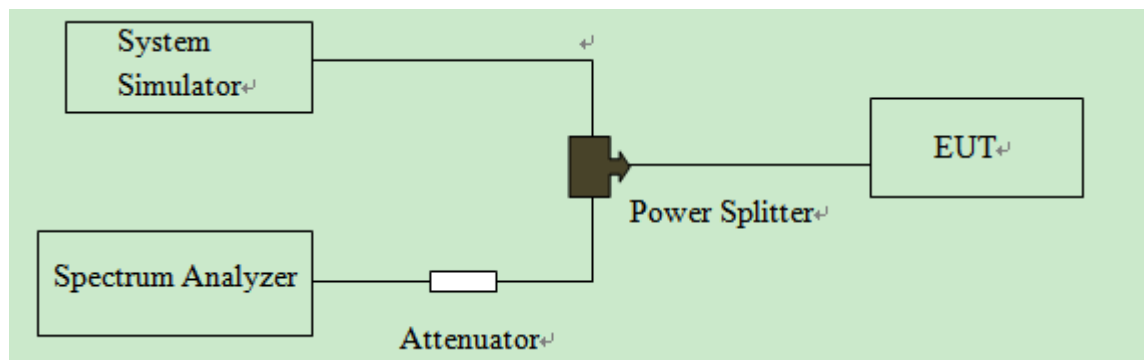 System
Simulator↵
↵
EUT↵
Power Splitter↵
Spectrum Analyzer
Attenuator↵